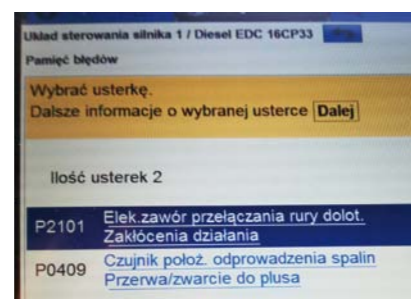 Układ sterowania silnika 1 / Diesel EDC 16CP33
Pamięć błędów
Wybrać usterkę.
Dalsze informacje o wybranej usterce Dalej
Ilość usterek 2
P2101 Elek.zawór przełączania rury dolot.
Zakłócenia działania
P0409 Czujnik położ. odprowadzenia spalin
Przerwa/zwarcie do plusa